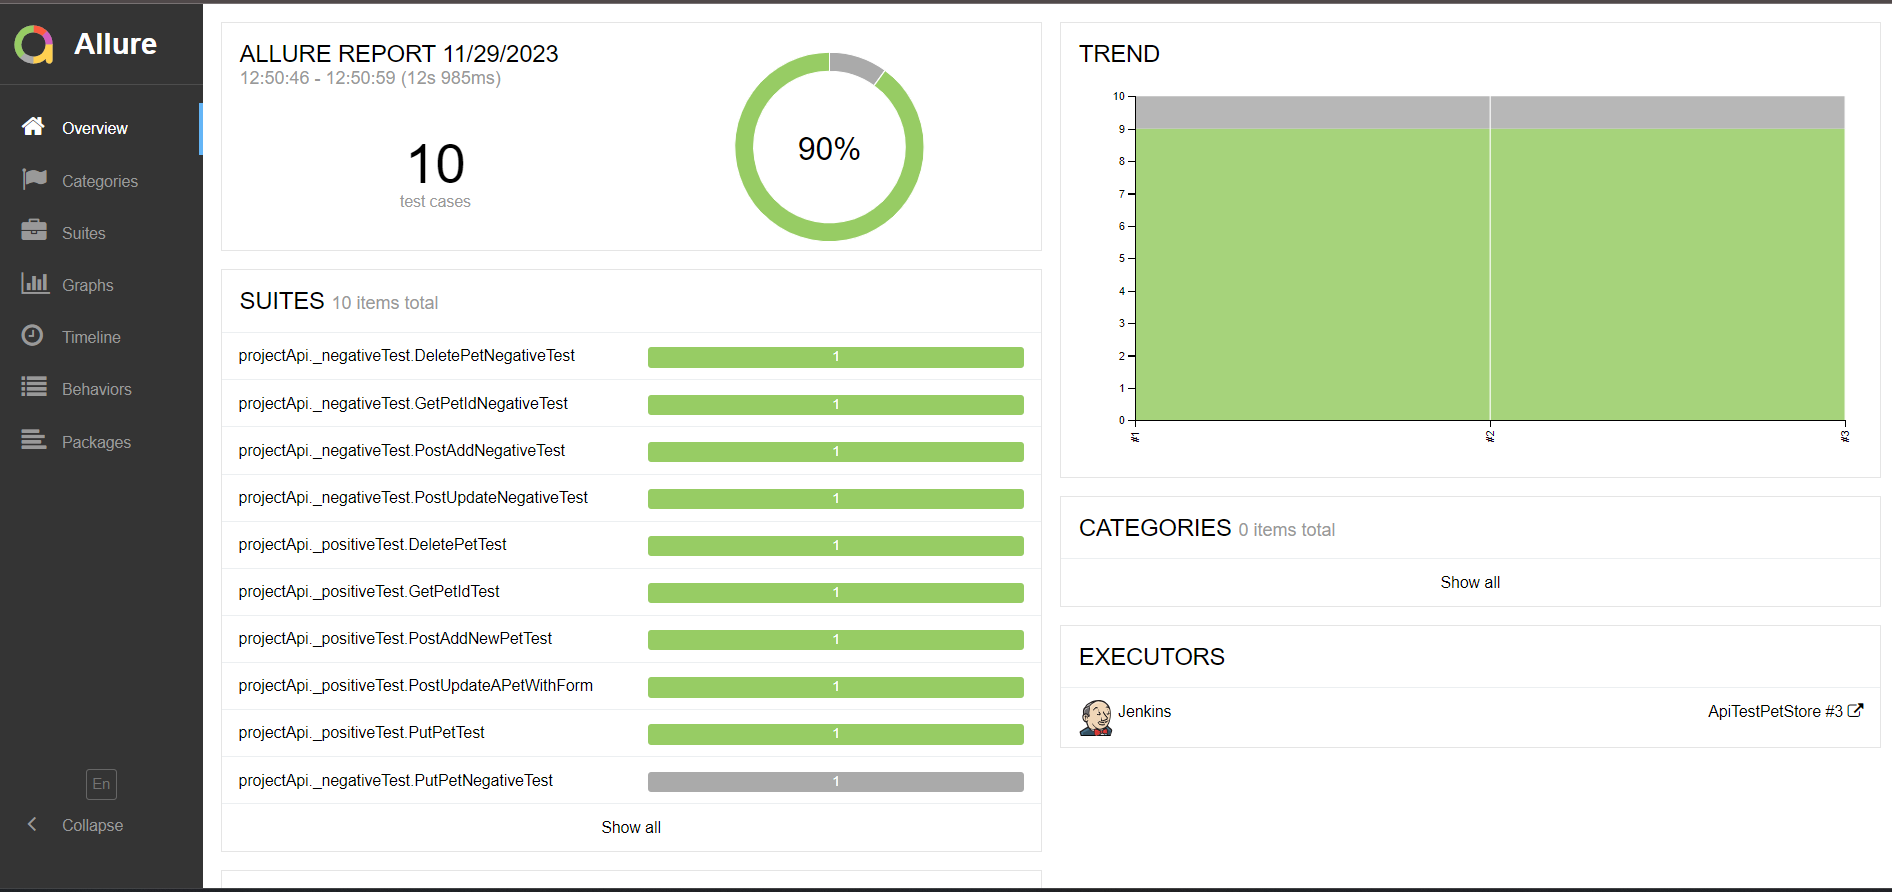 Allure
Overview
Categories
Suites
Graphs
Timeline
Behaviors
Packages
En
Collapse
ALLURE REPORT 11/29/2023
12:50:46 - 12:50:59 (12s 985ms)
10
test cases
90%
SUITES 10 items total
projectApi._negativeTest.DeletePetNegativeTest 1
projectApi._negativeTest.GetPetIdNegativeTest 1
projectApi._negativeTest.PostAddNegativeTest 1
projectApi._negativeTest.PostUpdateNegativeTest 1
projectApi._positiveTest.DeletePetTest 1
projectApi._positiveTest.GetPetIdTest 1
projectApi._positiveTest.PostAddNewPetTest 1
projectApi._positiveTest.PostUpdateAPetWithForm 1
projectApi._positiveTest.PutPetTest 1
projectApi._negativeTest.PutPetNegativeTest 1
Show all
TREND
10
9
8
7
6
5
4
3
2
1
0
#1 #2 #3
CATEGORIES 0 items total
Show all
EXECUTORS
Jenkins ApiTestPetStore #3